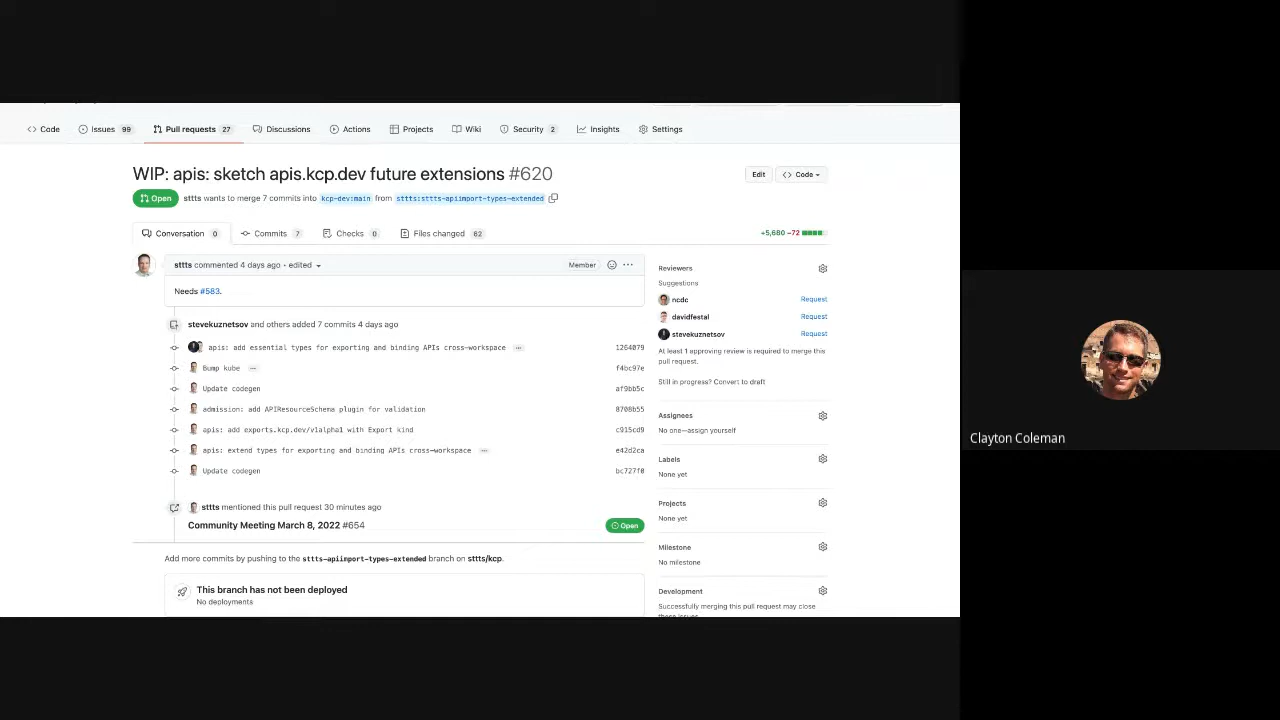 Code Issues 99 Pull requests 27 Discussions Actions Projects Wiki Security 2 Insights Settings
WIP: apis: sketch apis.kcp.dev future extensions #620
Edit Code
Open sttts wants to merge 7 commits into kcp-dev:main from sttts:sttts-apiimport-types-extended
Conversation 0 Commits 7 Checks 0 Files changed 62 +5,680 −72
sttts commented 4 days ago • edited Member
Needs #583.
stevekuznetsov and others added 7 commits 4 days ago
apis: add essential types for exporting and binding APIs cross-workspace 1264079
Bump kube f4bc97e
Update codegen af9bb5c
admission: add APIResourceSchema plugin for validation 8708b55
apis: add exports.kcp.dev/v1alpha1 with Export kind c915cd9
apis: extend types for exporting and binding APIs cross-workspace e42d2ca
Update codegen bc727f0
sttts mentioned this pull request 30 minutes ago
Community Meeting March 8, 2022 #654 Open
Add more commits by pushing to the sttts-apiimport-types-extended branch on sttts/kcp.
This branch has not been deployed
No deployments
Reviewers
Suggestions
ncdc Request
davidfestal Request
stevekuznetsov Request
At least 1 approving review is required to merge this
pull request.
Still in progress? Convert to draft
Assignees
No one—assign yourself
Labels
None yet
Projects
None yet
Milestone
No milestone
Development
Successfully merging this pull request may close
these issues.
Clayton Coleman